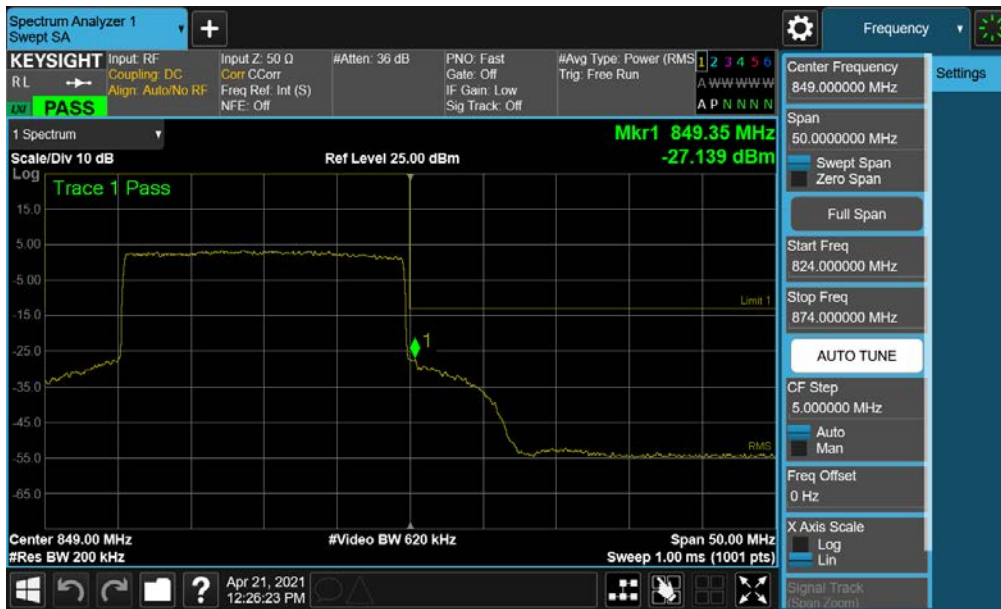 Spectrum Analyzer 1
Swept SA
+
Frequency
KEYSIGHT
RL
LXI
PASS
Input: RF
Coupling: DC
Align: Auto/No RF
Input Z: 50 Ω
Corr CCorr
Freq Ref: Int (S)
NFE: Off
#Atten: 36 dB
PNO: Fast
Gate: Off
IF Gain: Low
Sig Track: Off
#Avg Type: Power (RMS
Trig: Free Run
1 2 3 4 5 6
A W W W W W
A P N N N N
1 Spectrum
Mkr1 849.35 MHz
Scale/Div 10 dB
Ref Level 25.00 dBm
-27.139 dBm
Log
Trace 1 Pass
15.0
5.00
-5.00
-15.0
Limit 1
1
-25.0
-35.0
-45.0
RMS
-55.0
-65.0
Center 849.00 MHz
#Video BW 620 kHz
Span 50.00 MHz
#Res BW 200 kHz
Sweep 1.00 ms (1001 pts)
?
Apr 21, 2021
12:26:23 PM
Center Frequency
849.000000 MHz
Settings
Span
50.0000000 MHz
Swept Span
Zero Span
Full Span
Start Freq
824.000000 MHz
Stop Freq
874.000000 MHz
AUTO TUNE
CF Step
5.000000 MHz
Auto
Man
Freq Offset
0 Hz
X Axis Scale
Log
Lin
Signal Track
(Span Zoom)